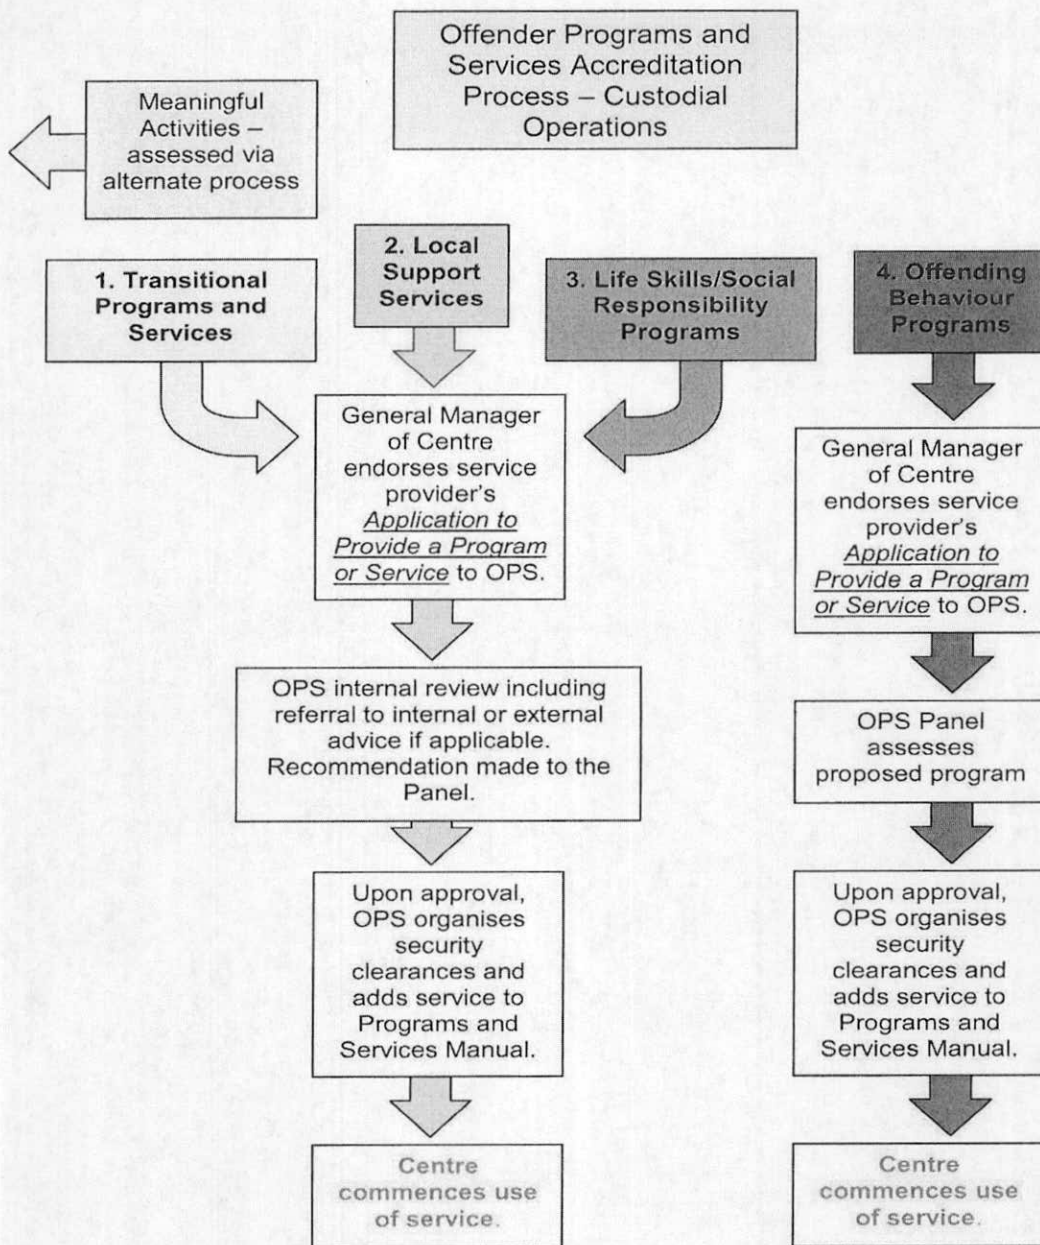 Offender Programs and
Services Accreditation
Process – Custodial
Operations
Meaningful
Activities –
assessed via
alternate process
1. Transitional
Programs and
Services
2. Local
Support
Services
3. Life Skills/Social
Responsibility
Programs
4. Offending
Behaviour
Programs
General Manager
of Centre
endorses service
provider's
Application to
Provide a Program
or Service to OPS.
OPS internal review including
referral to internal or external
advice if applicable.
Recommendation made to the
Panel.
Upon approval,
OPS organises
security
clearances and
adds service to
Programs and
Services Manual.
Centre
commences use
of service.
General Manager
of Centre
endorses service
provider's
Application to
Provide a Program
or Service to OPS.
OPS Panel
assesses
proposed program
Upon approval,
OPS organises
security
clearances and
adds service to
Programs and
Services Manual.
Centre
commences use
of service.